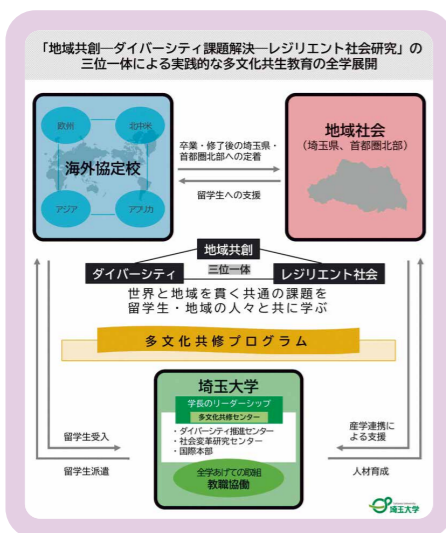 「地域共創―ダイバーシティ課題解決―レジリエント社会研究」の
三位一体による実践的な多文化共生教育の全学展開
欧州
北中米
海外協定校
アジア
アフリカ
卒業・修了後の埼玉県・
首都圏北部への定着
留学生への支援
地域社会
(埼玉県、首都圏北部)
地域共創
三位一体
ダイバーシティ
レジリエント社会
世界と地域を貫く共通の課題を
留学生・地域の人々と共に学ぶ
多文化共修プログラム
埼玉大学
学長のリーダーシップ
多文化共修センター
・ダイバーシティ推進センター
・社会変革研究センター
・国際本部
全学あげての取組
教職協働
留学生受入
留学生派遣
産学連携に
よる支援
人材育成
埼玉大学